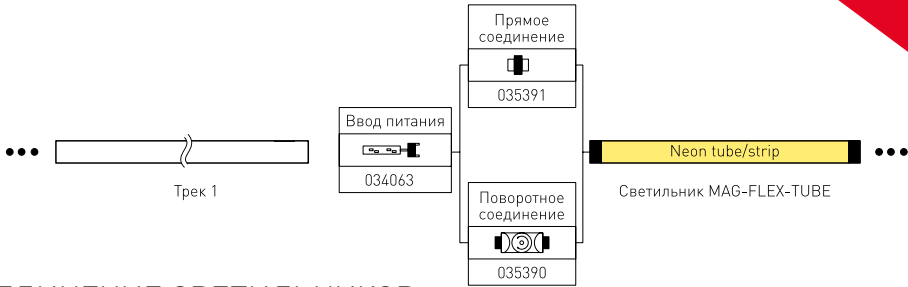 Прямое
соединение
035391
Ввод питания
034063
Трек 1
Neon tube/strip
Светильник MAG-FLEX-TUBE
Поворотное
соединение
035390